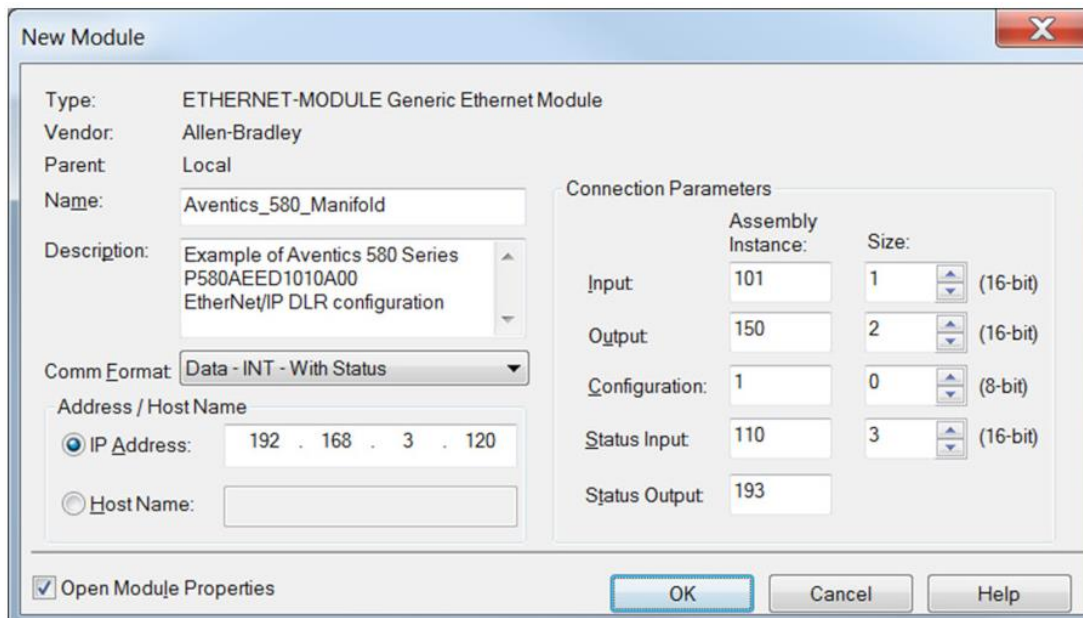 New Module
Type: ETHERNET-MODULE Generic Ethernet Module
Vendor: Allen-Bradley
Parent: Local
Name: Aventics_580_Manifold
Description: Example of Aventics 580 Series
P580AEED1010A00
EtherNet/IP DLR configuration
Comm Format: Data - INT - With Status
Address / Host Name
IP Address: 192 . 168 . 3 . 120
Host Name:
Connection Parameters
Assembly
Instance: Size:
Input: 101 1 (16-bit)
Output: 150 2 (16-bit)
Configuration: 1 0 (8-bit)
Status Input: 110 3 (16-bit)
Status Output: 193
Open Module Properties
OK Cancel Help